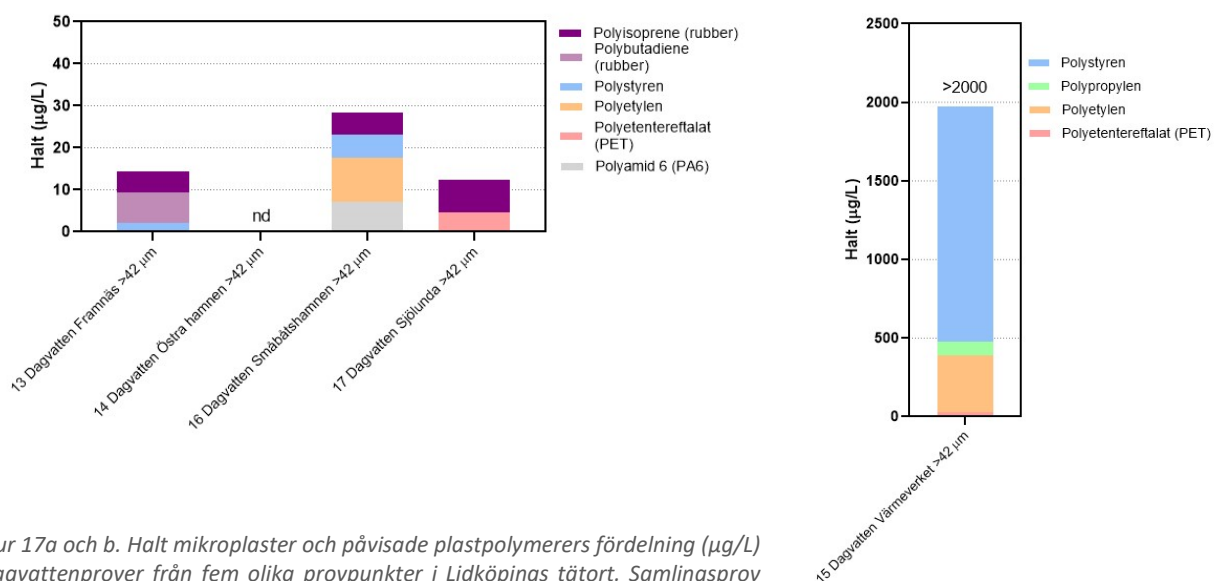 50
40
30
20
10
0
Halt (µg/L)
nd
13 Dagvatten Framnäs >42 µm
14 Dagvatten Östra hamnen >42 µm
16 Dagvatten Småbåtshamnen >42 µm
17 Dagvatten Sjölunda >42 µm
Polyisoprene (rubber)
Polybutadiene
(rubber)
Polystyren
Polyetylen
Polyetentereftalat
(PET)
Polyamid 6 (PA6)
2500
2000
1500
1000
500
0
Halt (µg/L)
>2000
15 Dagvatten Värmeverket >42 µm
Polystyren
Polypropylen
Polyetylen
Polyetentereftalat (PET)
ur 17a och b. Halt mikroplaster och påvisade plastpolymerers fördelning (µg/L)
agvattenprover från fem olika provpunkter i Lidköpings tätort. Samlingsprov